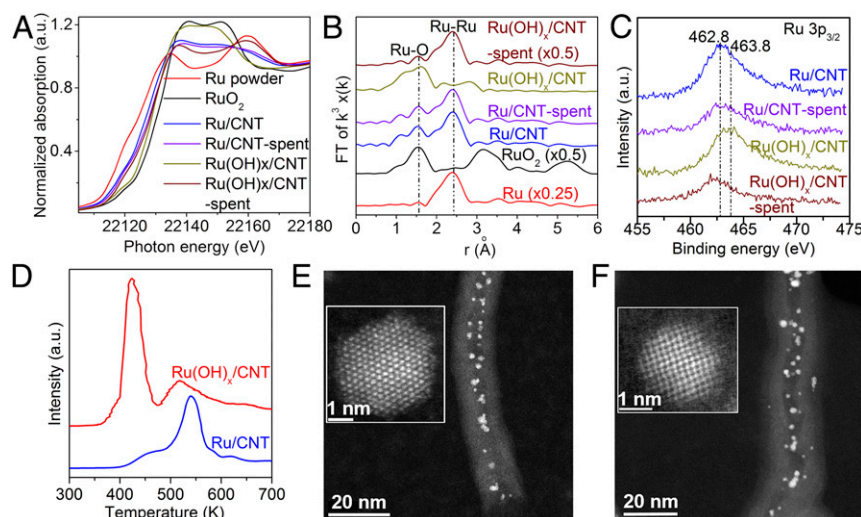 A
Normalized absorption (a.u.)
1.2
0.8
0.4
Ru powder
RuO₂
Ru/CNT
Ru/CNT-spent
Ru(OH)x/CNT
Ru(OH)x/CNT
-spent
22120 22140 22160 22180
Photon energy (eV)
B
FT of k³ x(k)
Ru-Ru
Ru-O
Ru(OH)ₓ/CNT
-spent (x0.5)
Ru(OH)ₓ/CNT
Ru/CNT-spent
Ru/CNT
RuO₂ (x0.5)
Ru (x0.25)
0 1 2 3 4 5 6
r (Å)
C
Intensity (a.u.)
Ru 3p₃/₂
462.8
463.8
Ru/CNT
Ru/CNT-spent
Ru(OH)ₓ/CNT
Ru(OH)ₓ/CNT
-spent
455 460 465 470 475
Binding energy (eV)
D
Intensity (a.u.)
Ru(OH)ₓ/CNT
Ru/CNT
300 400 500 600 700
Temperature (K)
E
1 nm
20 nm
F
1 nm
20 nm